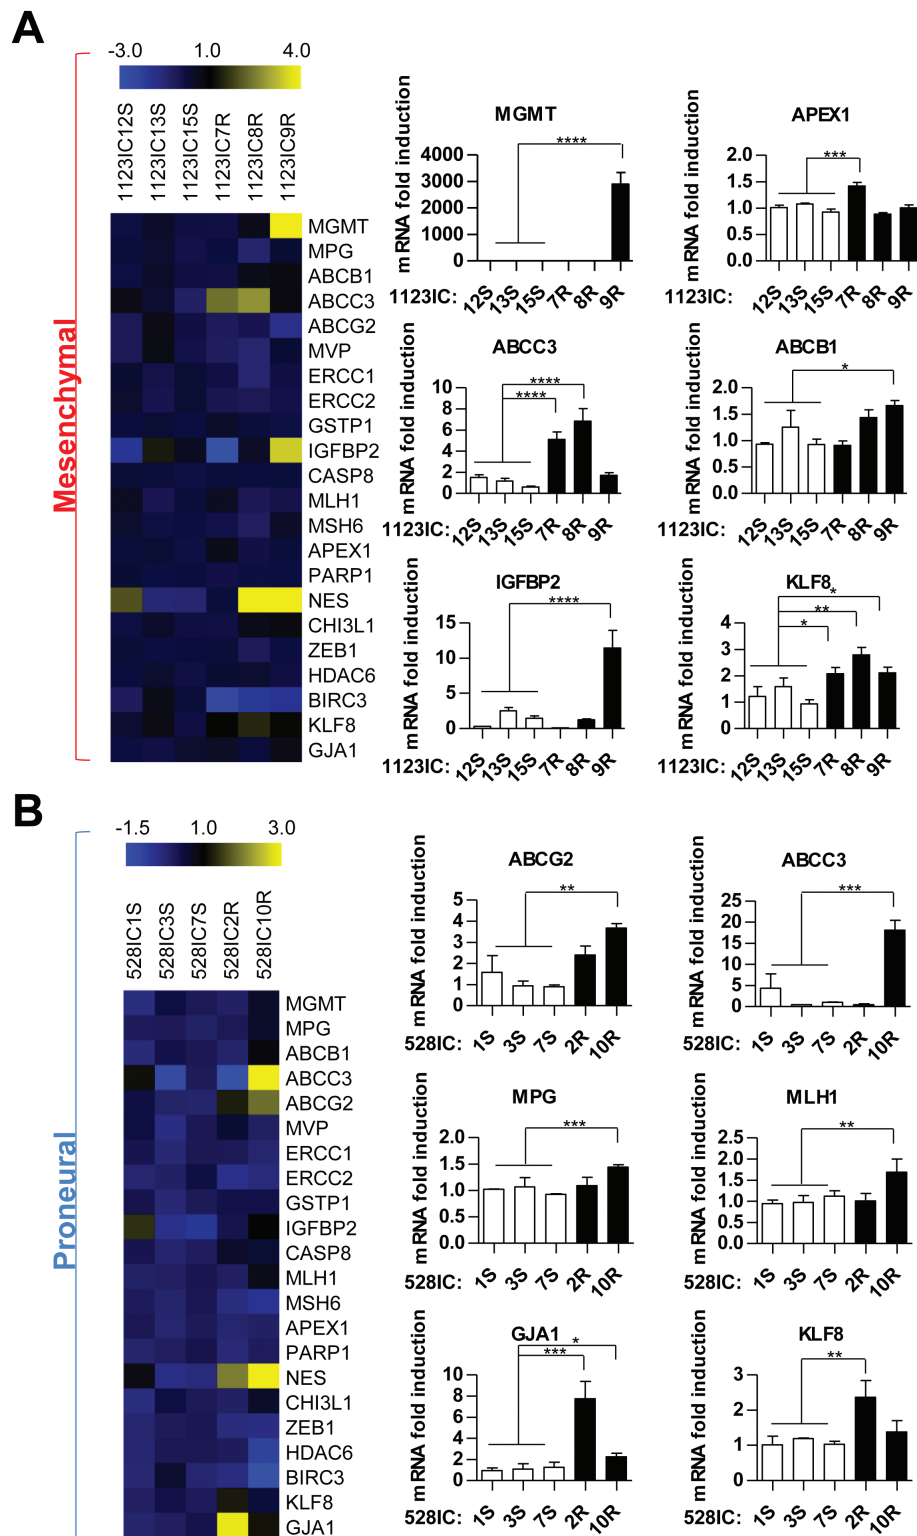 A
-3.0 1.0 4.0
1123IC12S
1123IC13S
1123IC15S
1123IC7R
1123IC8R
1123IC9R
Mesenchymal
MGMT
MPG
ABCB1
ABCC3
ABCG2
MVP
ERCC1
ERCC2
GSTP1
IGFBP2
CASP8
MLH1
MSH6
APEX1
PARP1
NES
CHI3L1
ZEB1
HDAC6
BIRC3
KLF8
GJA1
MGMT
mRNA fold induction
4000
3000
2000
1000
0
****
1123IC: 12S 13S 15S 7R 8R 9R
APEX1
mRNA fold induction
2.0
1.5
1.0
0.5
0.0
***
1123IC: 12S 13S 15S 7R 8R 9R
ABCC3
mRNA fold induction
10
8
6
4
2
0
****
****
1123IC: 12S 13S 15S 7R 8R 9R
ABCB1
mRNA fold induction
2.0
1.5
1.0
0.5
0.0
*
1123IC: 12S 13S 15S 7R 8R 9R
IGFBP2
mRNA fold induction
15
10
5
0
****
1123IC: 12S 13S 15S 7R 8R 9R
KLF8
mRNA fold induction
4
3
2
1
0
*
**
*
1123IC: 12S 13S 15S 7R 8R 9R
B
-1.5 1.0 3.0
528IC1S
528IC3S
528IC7S
528IC2R
528IC10R
Proneural
MGMT
MPG
ABCB1
ABCC3
ABCG2
MVP
ERCC1
ERCC2
GSTP1
IGFBP2
CASP8
MLH1
MSH6
APEX1
PARP1
NES
CHI3L1
ZEB1
HDAC6
BIRC3
KLF8
GJA1
ABCG2
mRNA fold induction
5
4
3
2
1
0
**
528IC: 1S 3S 7S 2R 10R
ABCC3
mRNA fold induction
25
20
15
10
5
0
***
528IC: 1S 3S 7S 2R 10R
MPG
mRNA fold induction
2.0
1.5
1.0
0.5
0.0
***
528IC: 1S 3S 7S 2R 10R
MLH1
mRNA fold induction
2.5
2.0
1.5
1.0
0.5
0.0
**
528IC: 1S 3S 7S 2R 10R
GJA1
mRNA fold induction
10
8
6
4
2
0
*
***
528IC: 1S 3S 7S 2R 10R
KLF8
mRNA fold induction
3
2
1
0
**
528IC: 1S 3S 7S 2R 10R